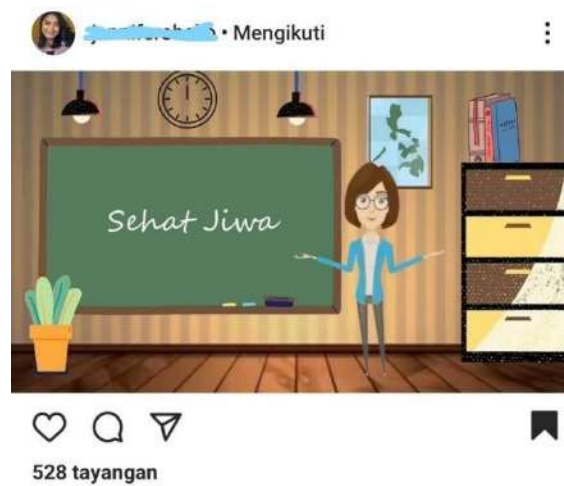 • Mengikuti
Sehat Jiwa
528 tayangan